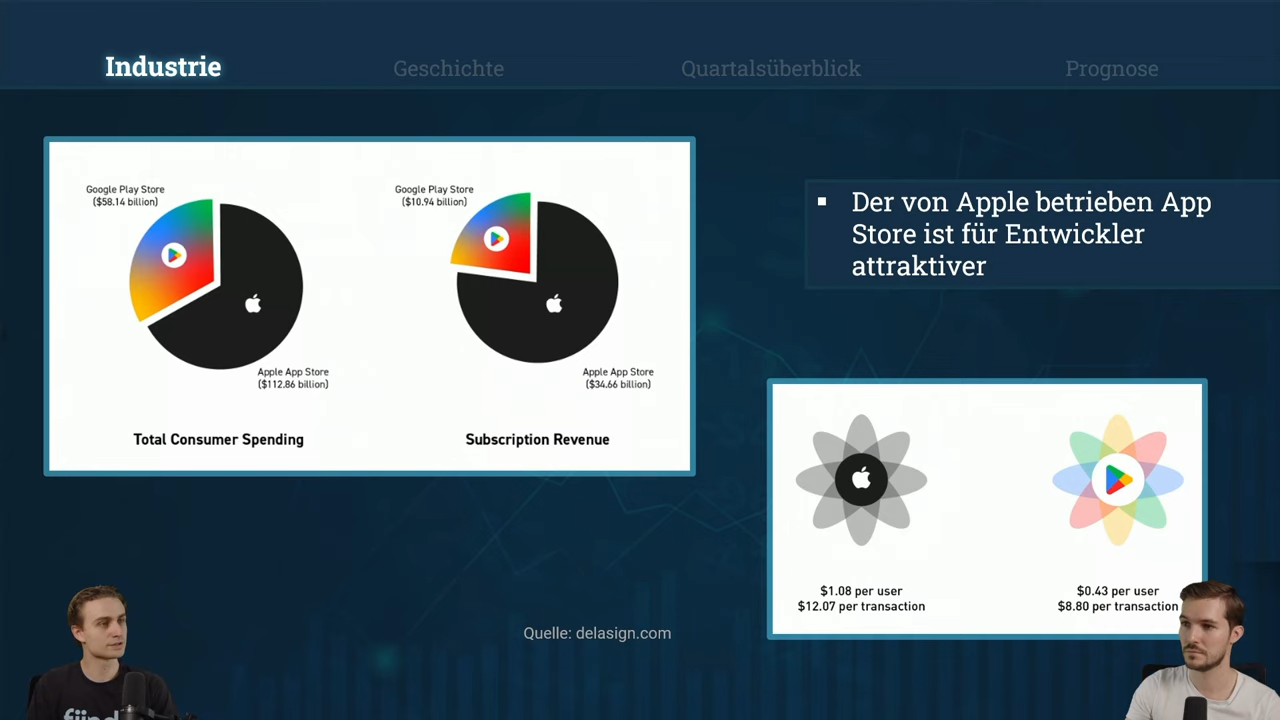 Industrie
Geschichte
Quartalsüberblick
Prognose
Google Play Store
($58.14 billion)
Apple App Store
($112.86 billion)
Total Consumer Spending
Google Play Store
($10.94 billion)
Apple App Store
($34.66 billion)
Subscription Revenue
Der von Apple betrieben App
Store ist für Entwickler
attraktiver
$1.08 per user
$12.07 per transaction
$0.43 per user
$8.80 per transaction
Quelle: delasign.com